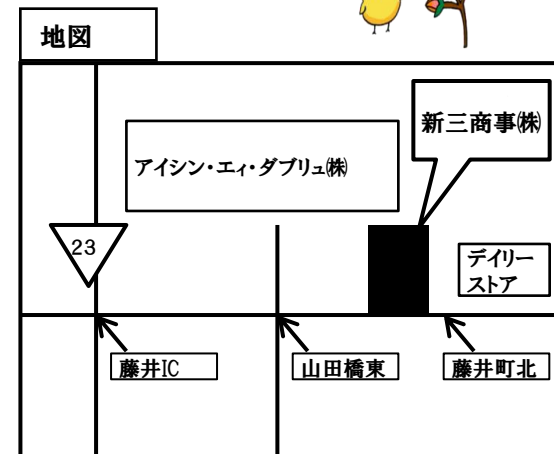 地図
新三商事㈱
アイシン・エィ・ダブリュ㈱
23
デイリー
ストア
藤井IC
山田橋東
藤井町北